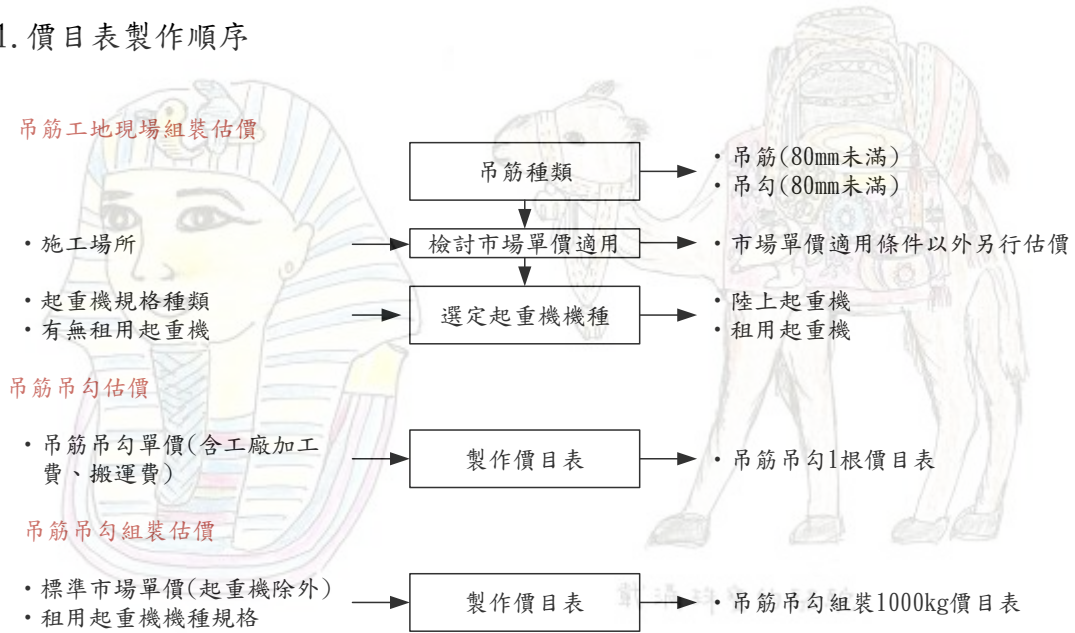 1.價目表製作順序
吊筋工地現場組裝估價
吊筋種類
・吊筋(80mm未滿)
・吊勾(80mm未滿)
・施工場所
檢討市場單價適用
・市場單價適用條件以外另行估價
・起重機規格種類
・有無租用起重機
選定起重機機種
・陸上起重機
・租用起重機
吊筋吊勾估價
・吊筋吊勾單價(含工廠加工
費、搬運費)
製作價目表
・吊筋吊勾1根價目表
吊筋吊勾組裝估價
・標準市場單價(起重機除外)
・租用起重機機種規格
製作價目表
・吊筋吊勾組裝1000kg價目表